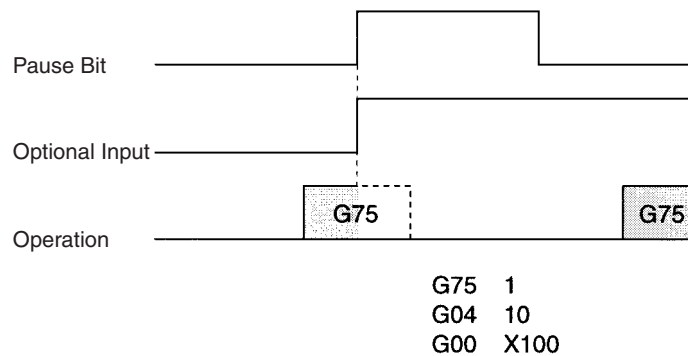 Pause Bit
Optional Input
G75 G75
Operation
G75 1
G04 10
G00 X100